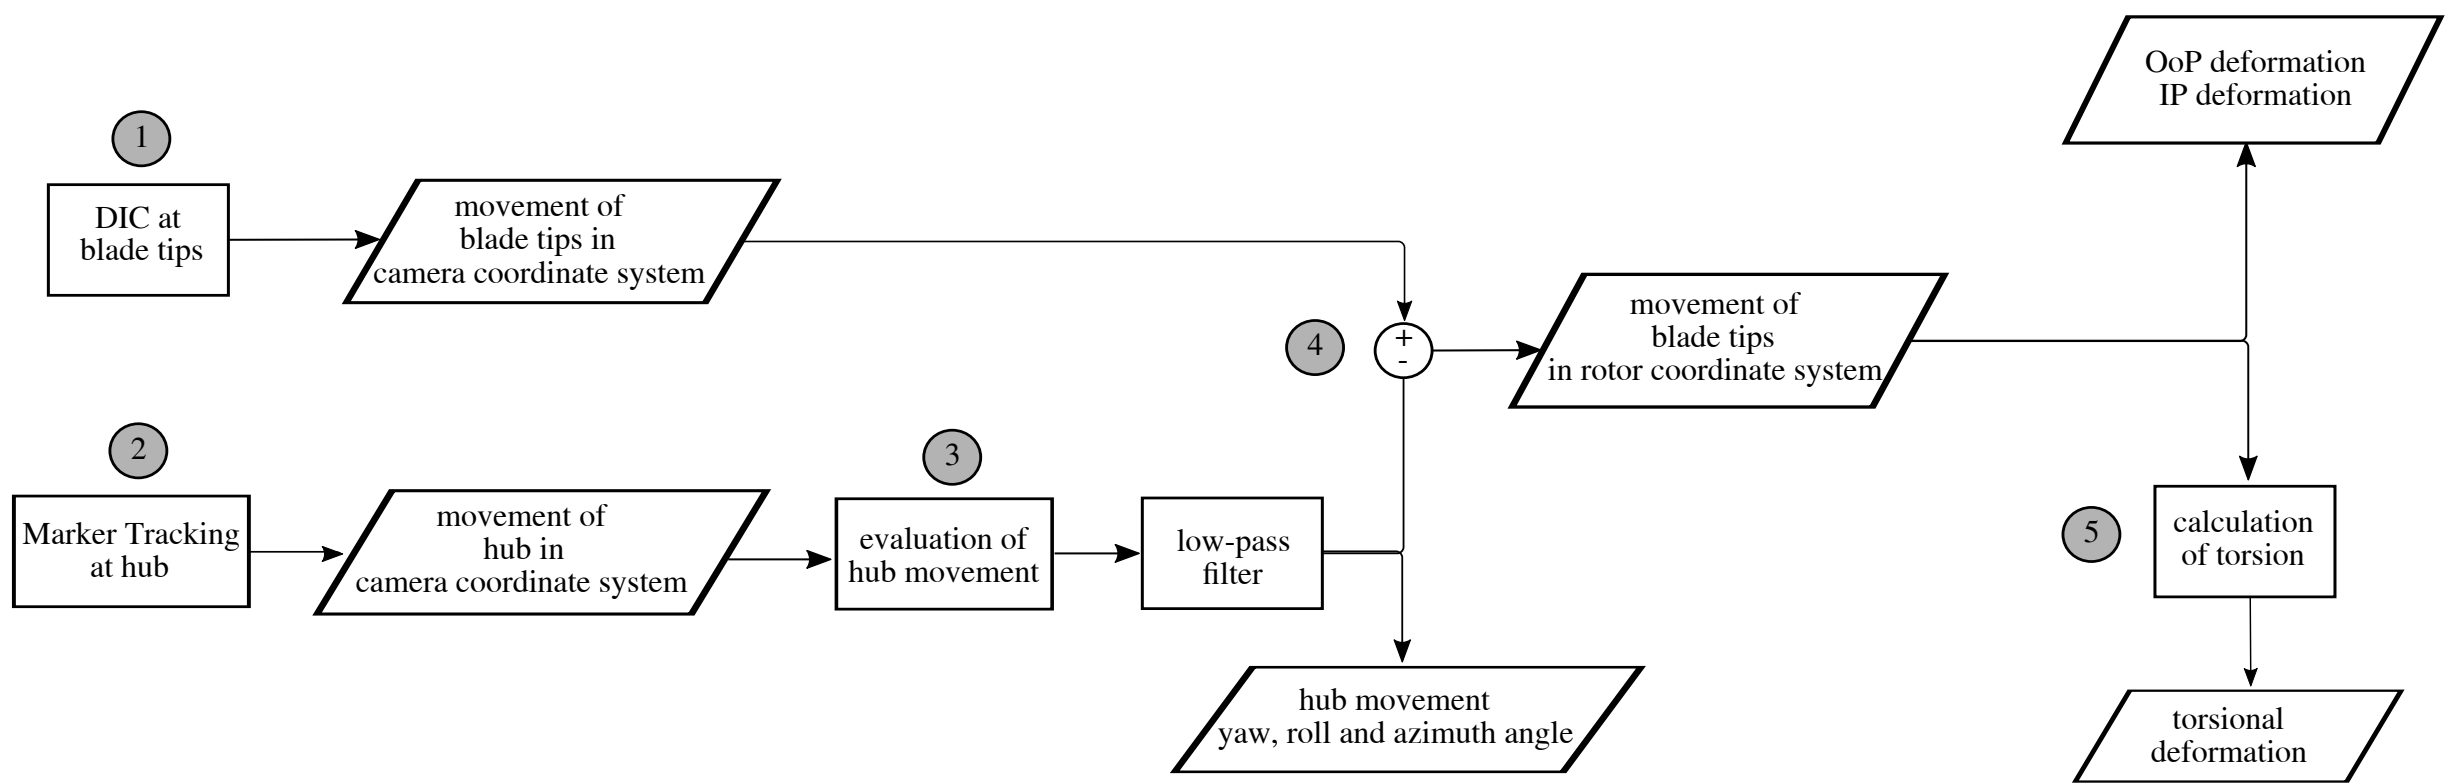 OoP deformation
IP deformation
1
DIC at
blade tips
movement of
blade tips in
camera coordinate system
4
+
-
movement of
blade tips
in rotor coordinate system
2
Marker Tracking
at hub
movement of
hub in
camera coordinate system
3
evaluation of
hub movement
low-pass
filter
hub movement
yaw, roll and azimuth angle
5
calculation
of torsion
torsional
deformation